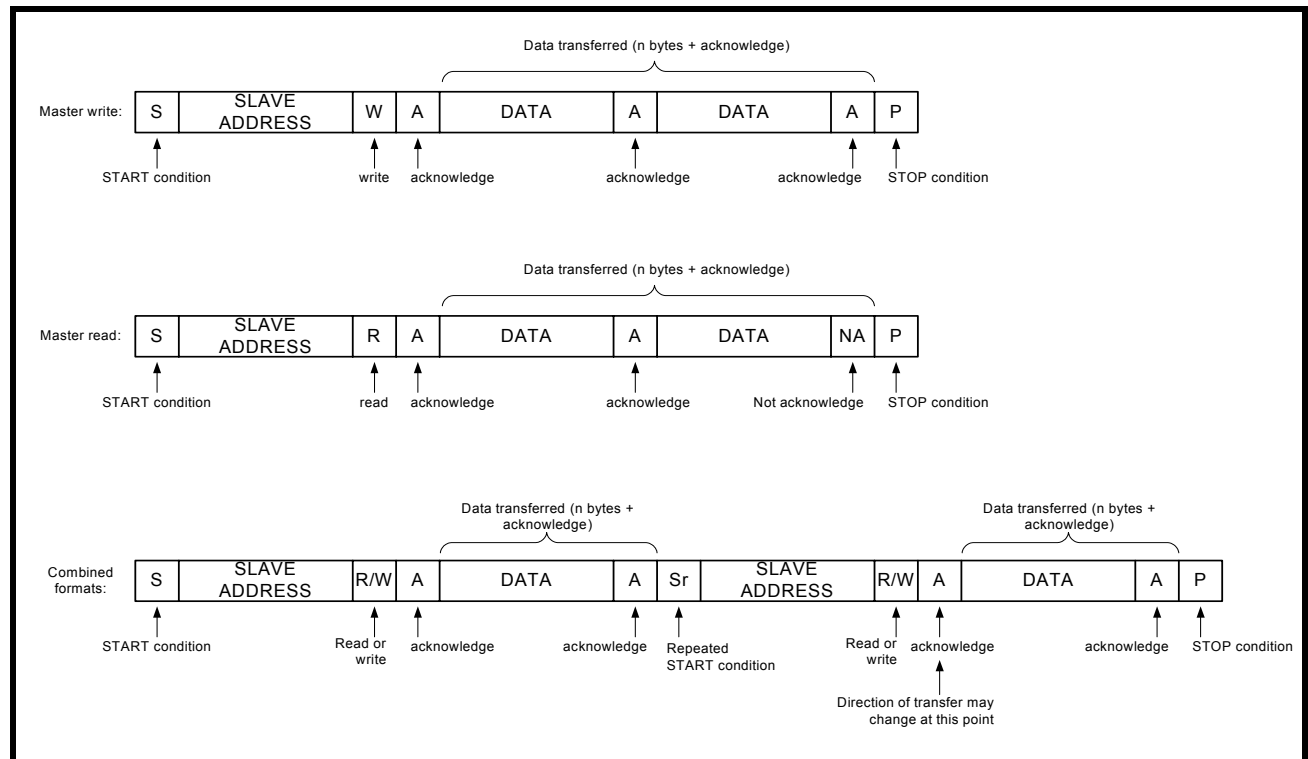 Data transferred (n bytes + acknowledge)
Master write:
S
SLAVE
ADDRESS
W
A
DATA
A
DATA
A
P
START condition
write
acknowledge
acknowledge
acknowledge
STOP condition
Data transferred (n bytes + acknowledge)
Master read:
S
SLAVE
ADDRESS
R
A
DATA
A
DATA
NA
P
START condition
read
acknowledge
acknowledge
Not acknowledge
STOP condition
Data transferred (n bytes +
acknowledge)
Data transferred (n bytes +
acknowledge)
Combined
formats:
S
SLAVE
ADDRESS
R/W
A
DATA
A
Sr
SLAVE
ADDRESS
R/W
A
DATA
A
P
START condition
Read or
write
acknowledge
acknowledge
Repeated
START condition
Read or
write
acknowledge
acknowledge
STOP condition
Direction of transfer may
change at this point